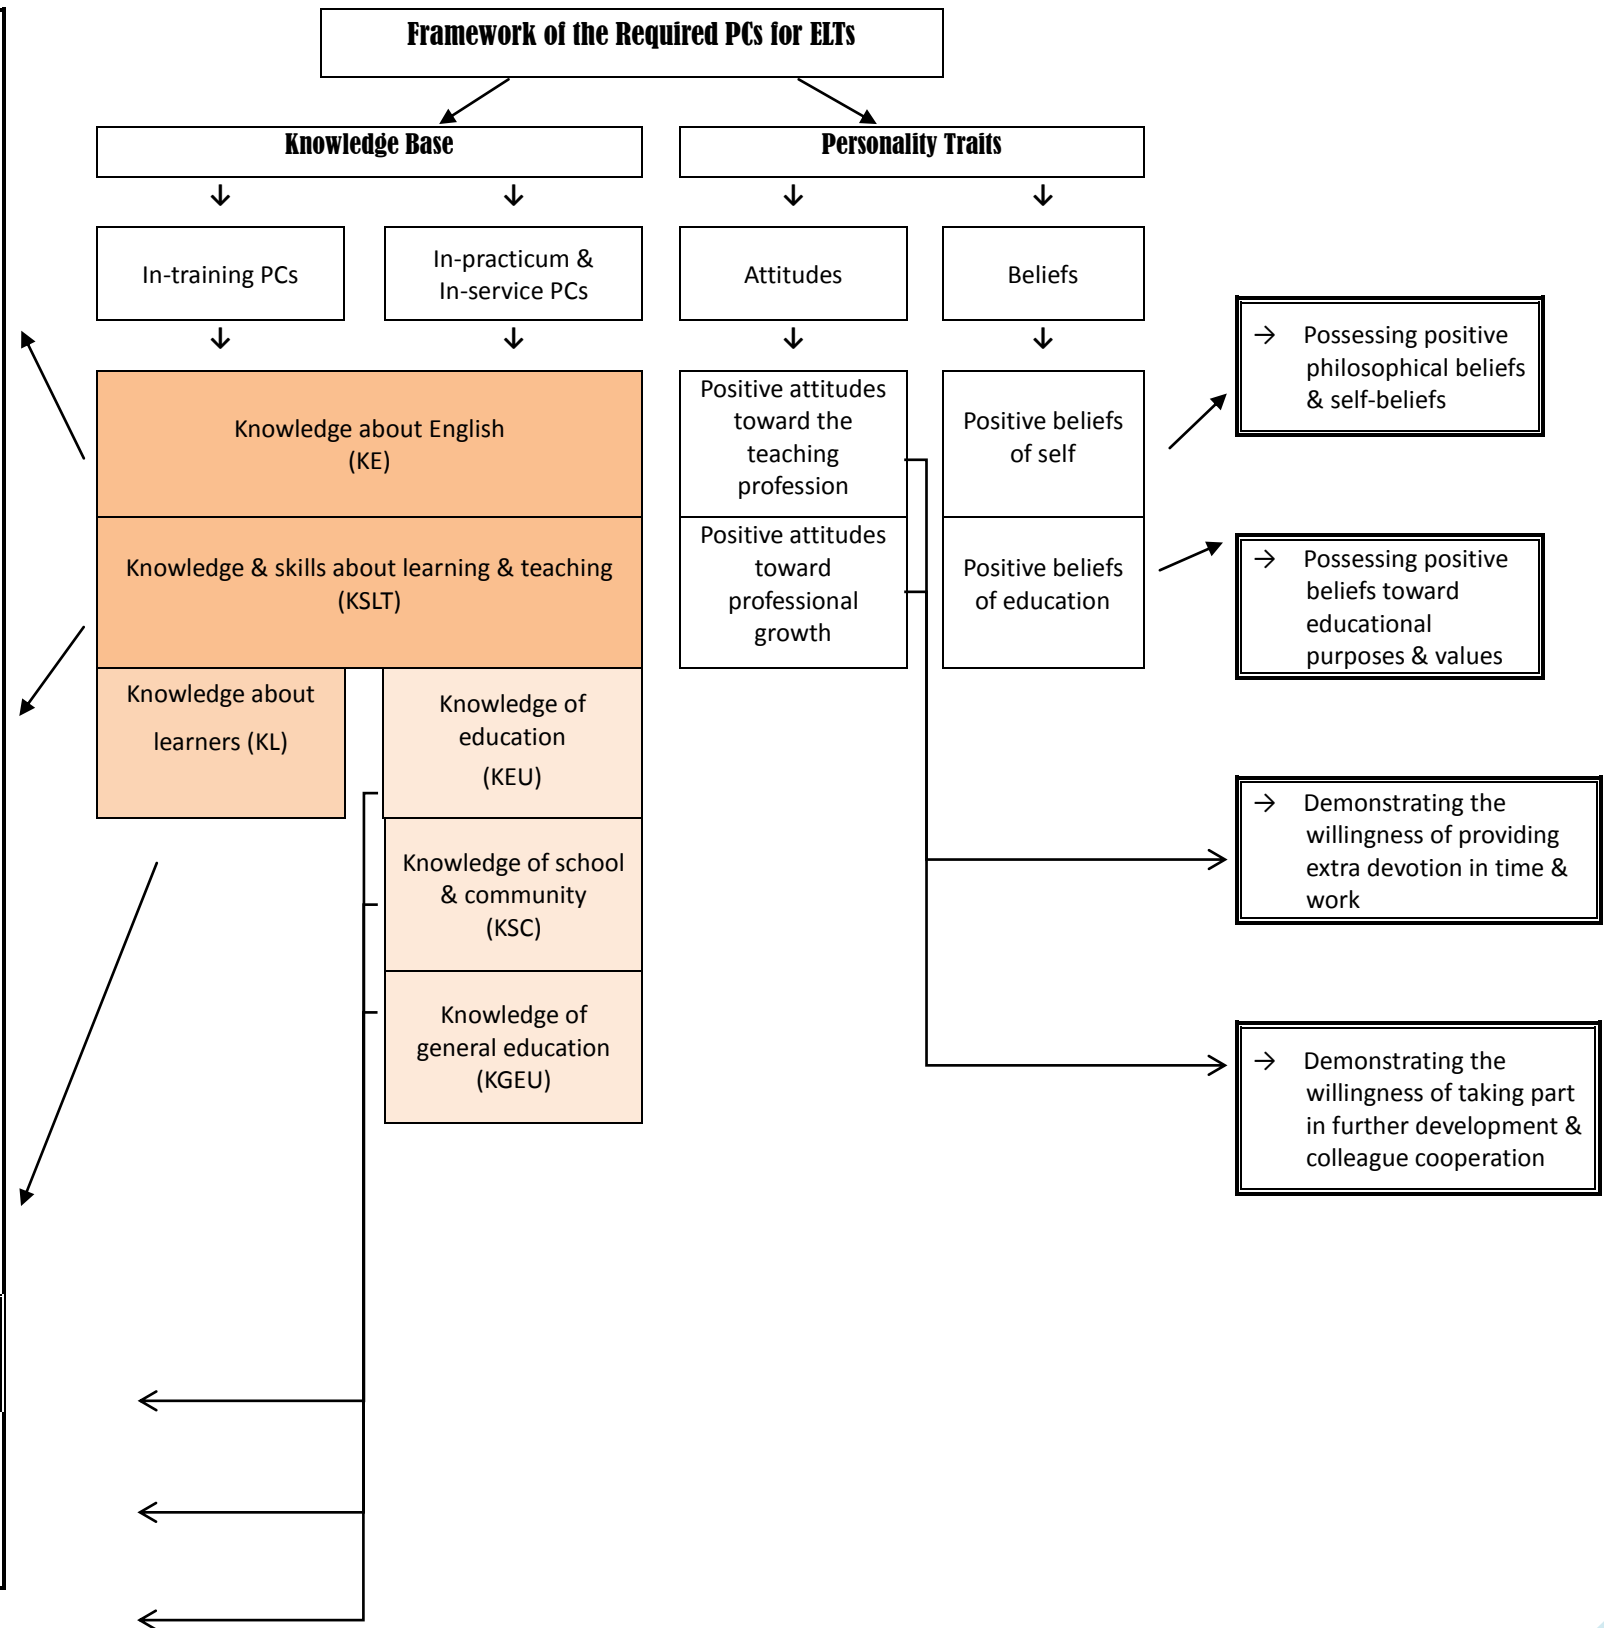 Framework of the Required PCs for ELTs
Knowledge Base
Personality Traits
In-training PCs
In-practicum &
In-service PCs
Attitudes
Beliefs
Knowledge about English
(KE)
Knowledge & skills about learning & teaching
(KSLT)
Knowledge about
learners (KL)
Knowledge of
education
(KEU)
Knowledge of school
& community
(KSC)
Knowledge of
general education
(KGEU)
Positive attitudes
toward the
teaching
profession
Positive attitudes
toward
professional
growth
Positive beliefs
of self
Positive beliefs
of education
→ Possessing positive
philosophical beliefs
& self-beliefs
→ Possessing positive
beliefs toward
educational
purposes & values
→ Demonstrating the
willingness of providing
extra devotion in time &
work
→ Demonstrating the
willingness of taking part
in further development &
colleague cooperation